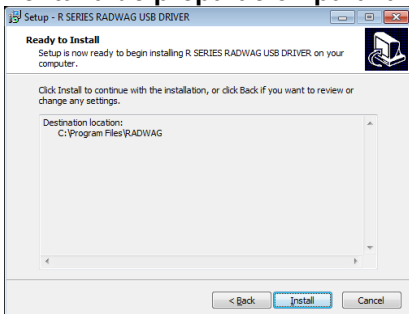 Setup - R SERIES RADWAG USB DRIVER
Ready to Install
Setup is now ready to begin installing R SERIES RADWAG USB DRIVER on your
computer.
Click Install to continue with the installation, or click Back if you want to review or
change any settings.
Destination location:
C:\Program Files\RADWAG
< Back
Install
Cancel